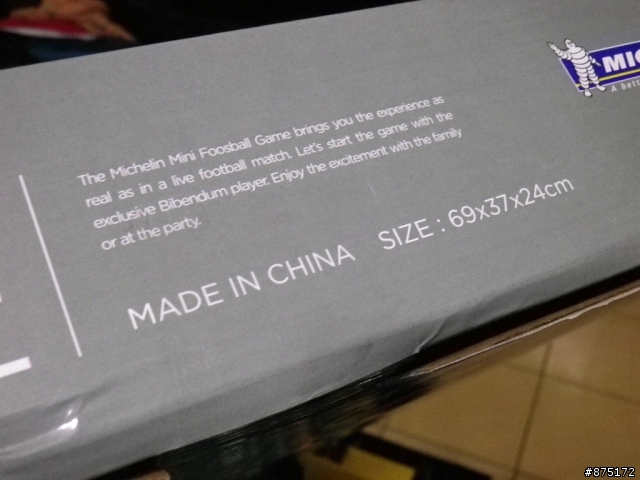 The Michelin Mini Foosball Game brings you the experience as
real as in a live football match. Let's start the game with the
exclusive Bibendum player. Enjoy the excitement with the family
or at the party.
MADE IN CHINA SIZE : 69x37x24cm
#875172